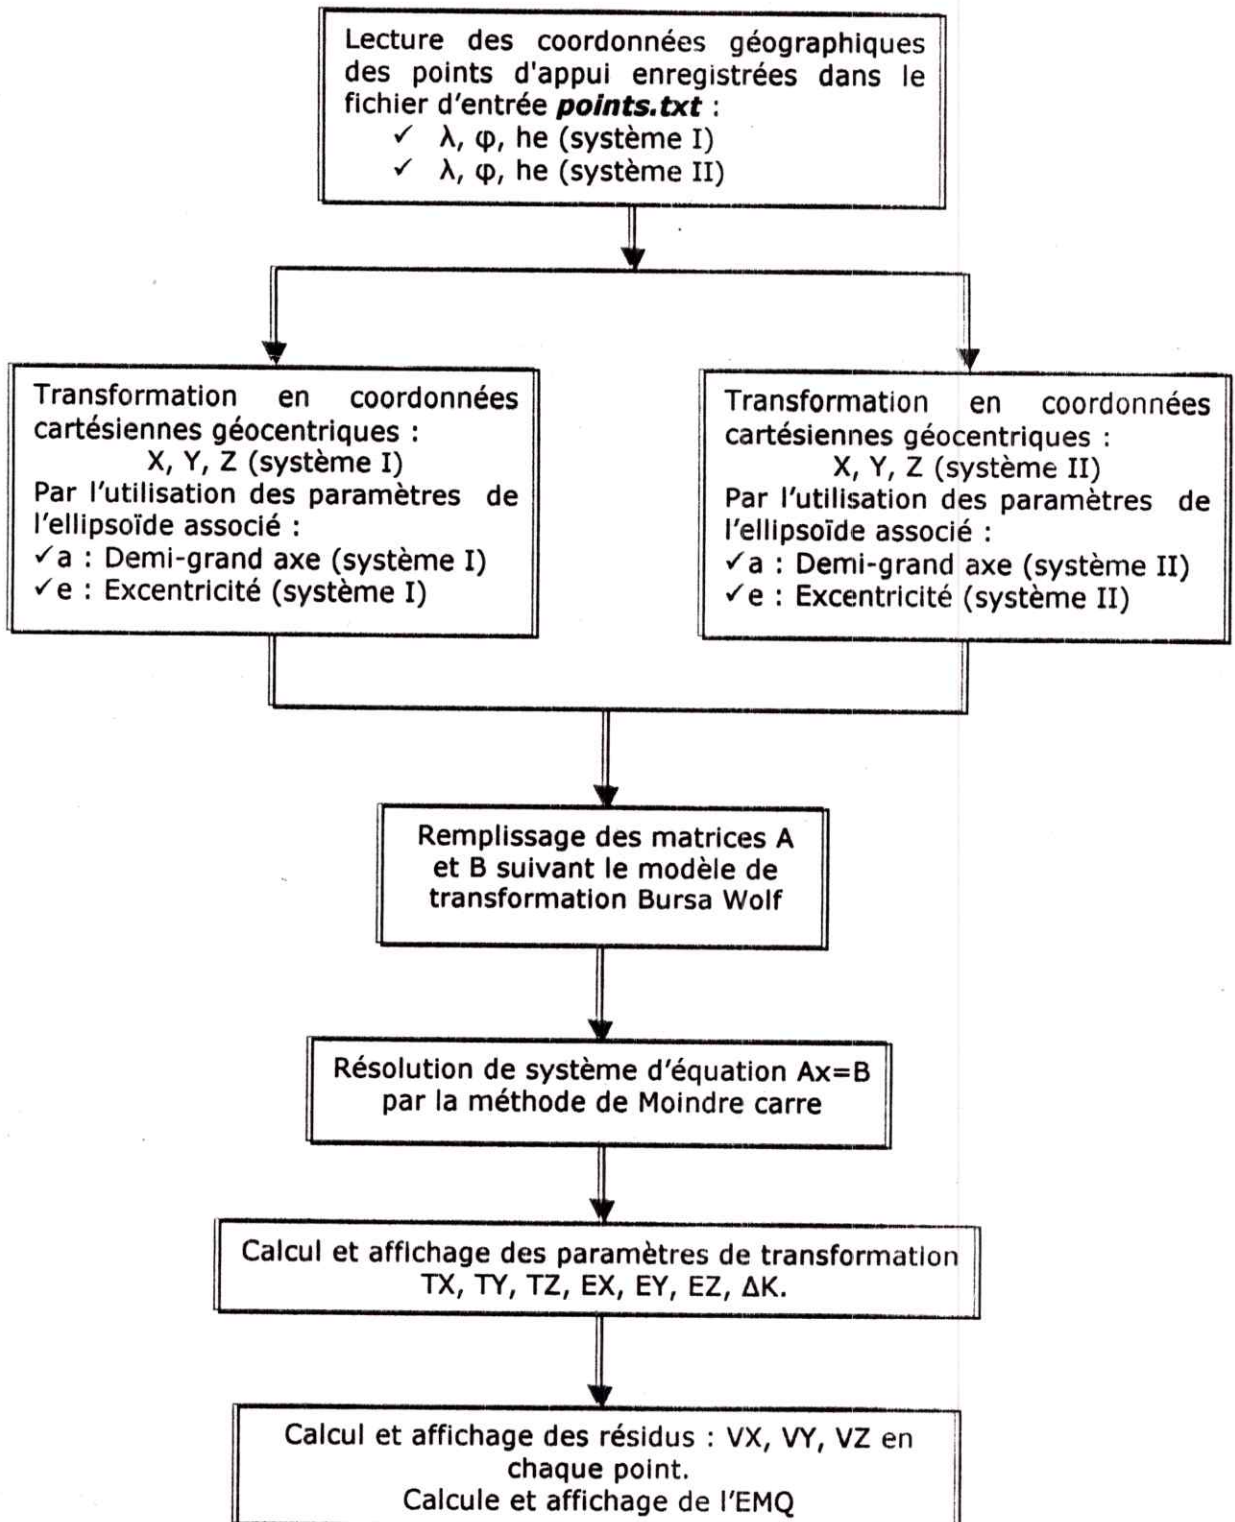 Lecture des coordonnées géographiques
des points d'appui enregistrées dans le
fichier d'entrée points.txt :
✓ λ, φ, he (système I)
✓ λ, φ, he (système II)
Transformation en coordonnées
cartésiennes géocentriques :
X, Y, Z (système I)
Par l'utilisation des paramètres de
l'ellipsoïde associé :
✓a : Demi-grand axe (système I)
✓e : Excentricité (système I)
Transformation en coordonnées
cartésiennes géocentriques :
X, Y, Z (système II)
Par l'utilisation des paramètres de
l'ellipsoïde associé :
✓a : Demi-grand axe (système II)
✓e : Excentricité (système II)
Remplissage des matrices A
et B suivant le modèle de
transformation Bursa Wolf
Résolution de système d'équation Ax=B
par la méthode de Moindre carre
Calcul et affichage des paramètres de transformation
TX, TY, TZ, EX, EY, EZ, ΔK.
Calcul et affichage des résidus : VX, VY, VZ en
chaque point.
Calcule et affichage de l'EMQ